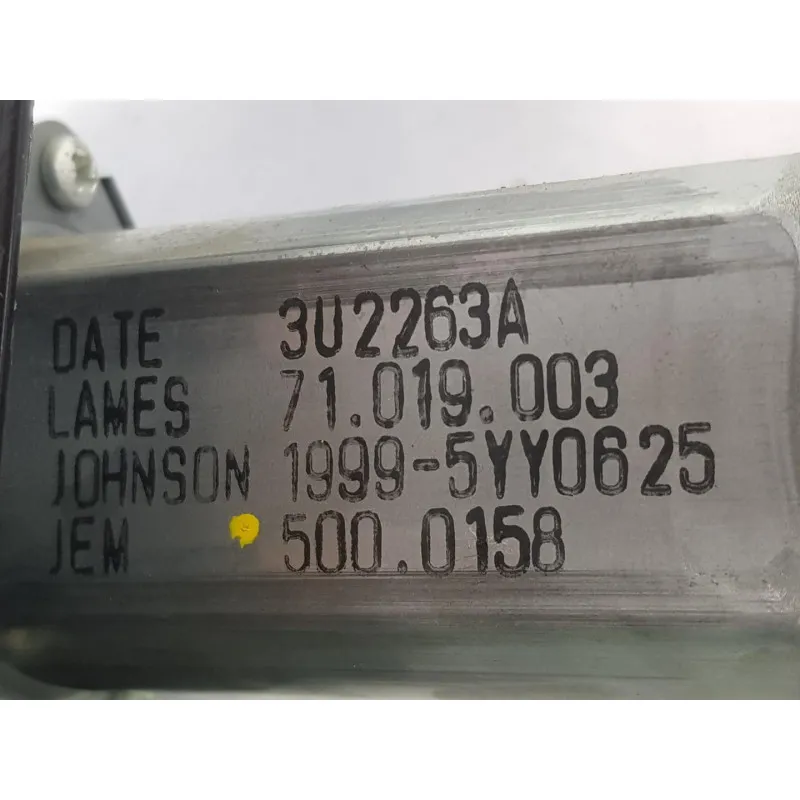 DATE 3U2263A
LAMES 71.019.003
JOHNSON 1999-5YY0625
JEM 500.0158